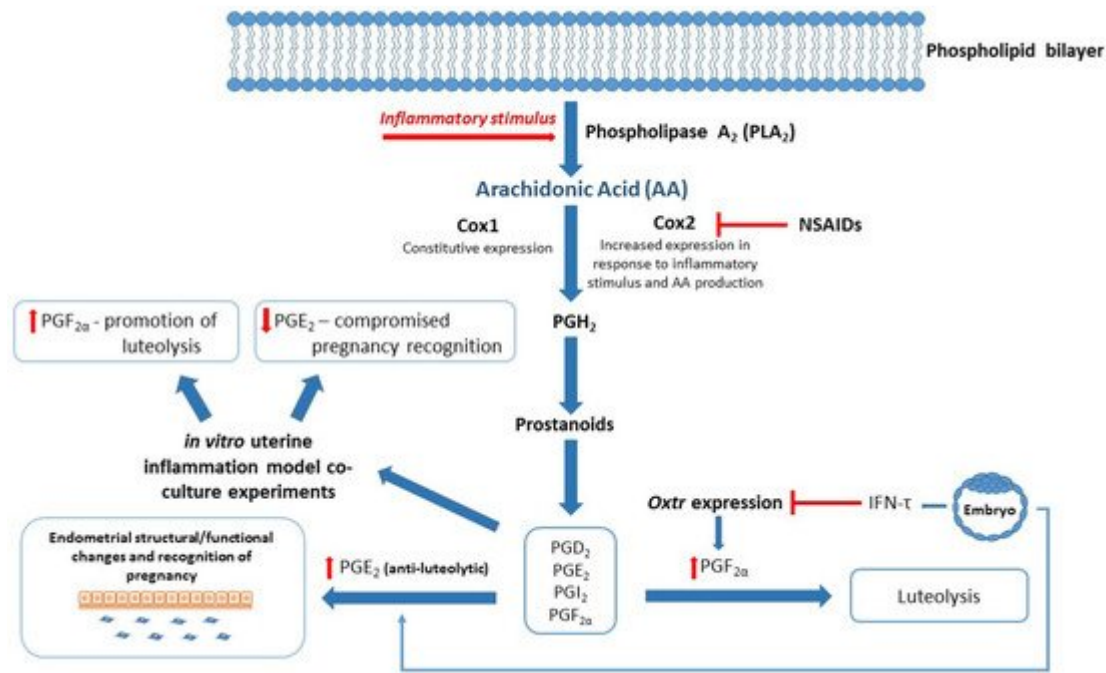 Phospholipid bilayer
Inflammatory stimulus
Phospholipase A₂ (PLA₂)
Arachidonic Acid (AA)
Cox1
Constitutive expression
Cox2
Increased expression in
response to inflammatory
stimulus and AA production
NSAIDs
PGF₂α - promotion of
luteolysis
PGE₂ – compromised
pregnancy recognition
PGH₂
Prostanoids
in vitro uterine
inflammation model co-
culture experiments
Oxtr expression
IFN-τ
Embryo
Endometrial structural/functional
changes and recognition of
pregnancy
PGE₂ (anti-luteolytic)
PGD₂
PGE₂
PGI₂
PGF₂α
PGF₂α
Luteolysis